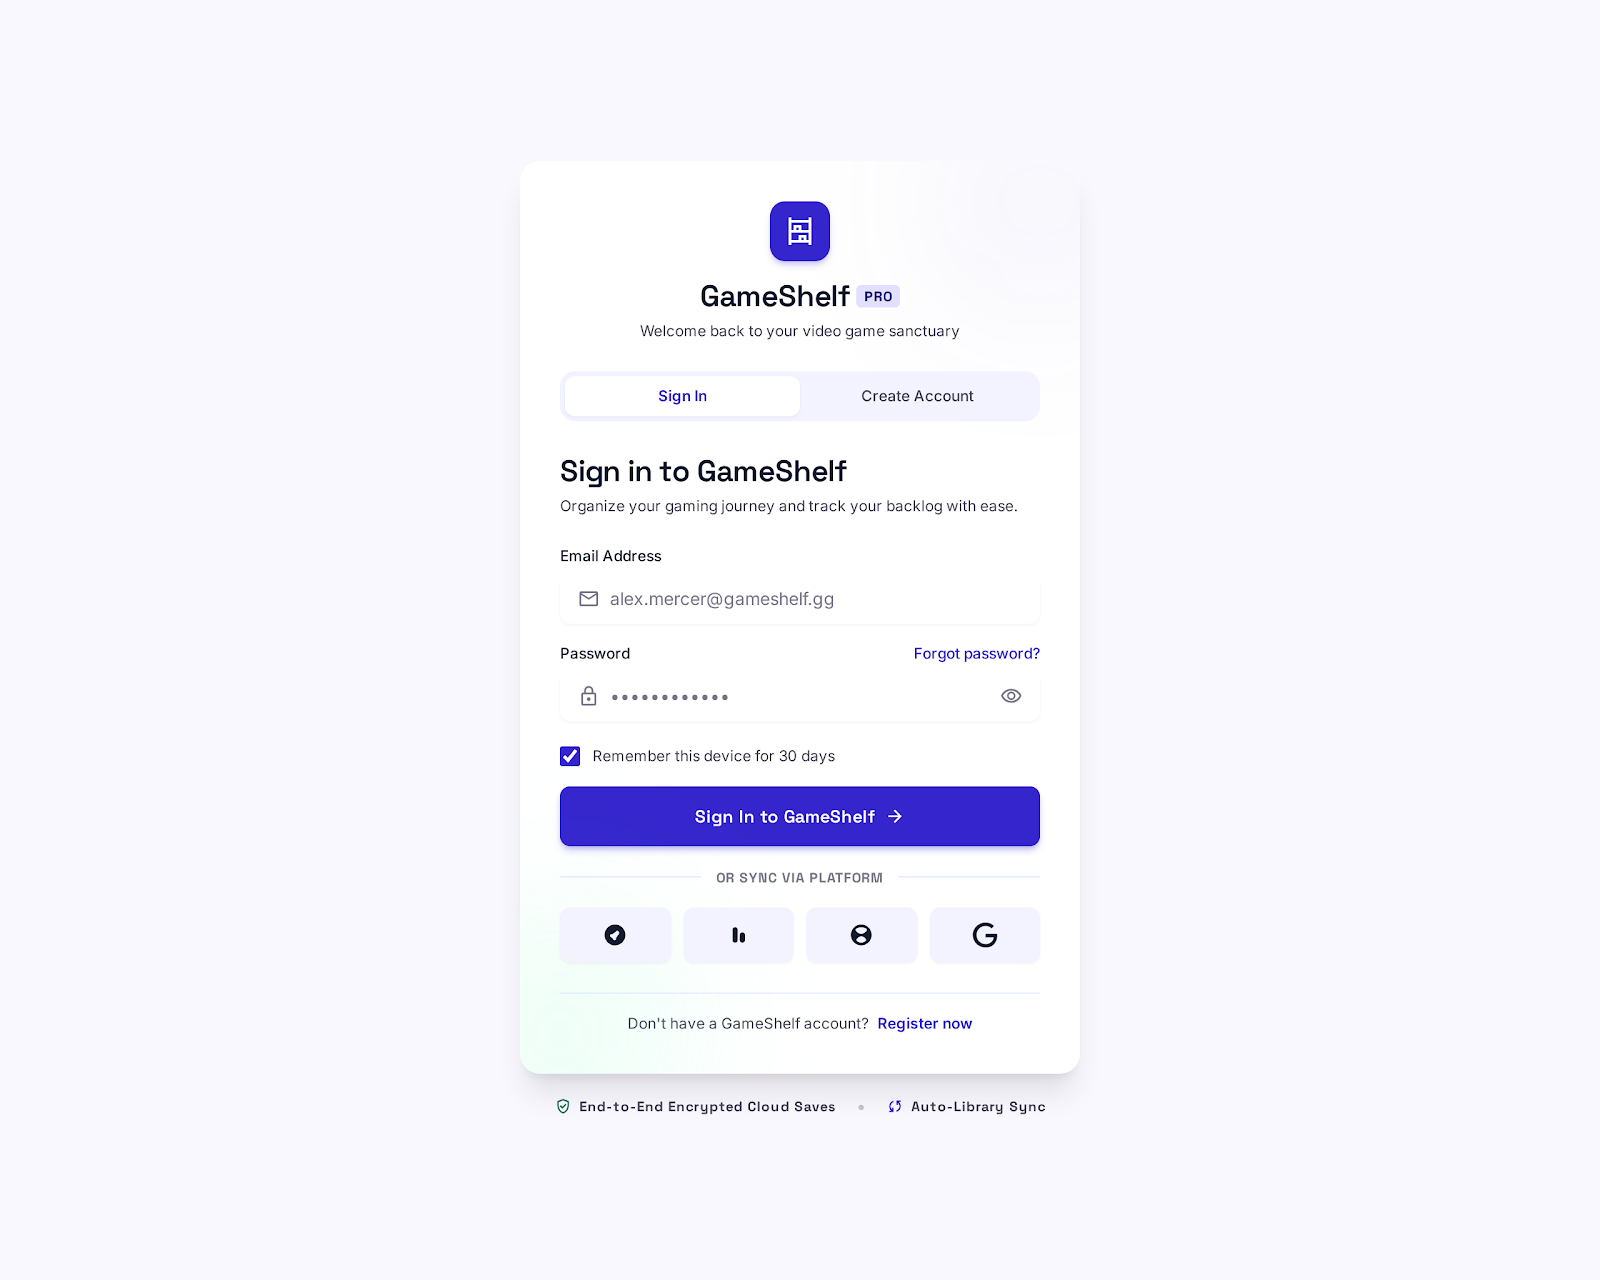 GameShelf PRO
Welcome back to your video game sanctuary
Sign In
Create Account
Sign in to GameShelf
Organize your gaming journey and track your backlog with ease.
Email Address
alex.mercer@gameshelf.gg
Password
Forgot password?
••••••••••••
Remember this device for 30 days
Sign In to GameShelf →
OR SYNC VIA PLATFORM
G
Don't have a GameShelf account? Register now
End-to-End Encrypted Cloud Saves • Auto-Library Sync